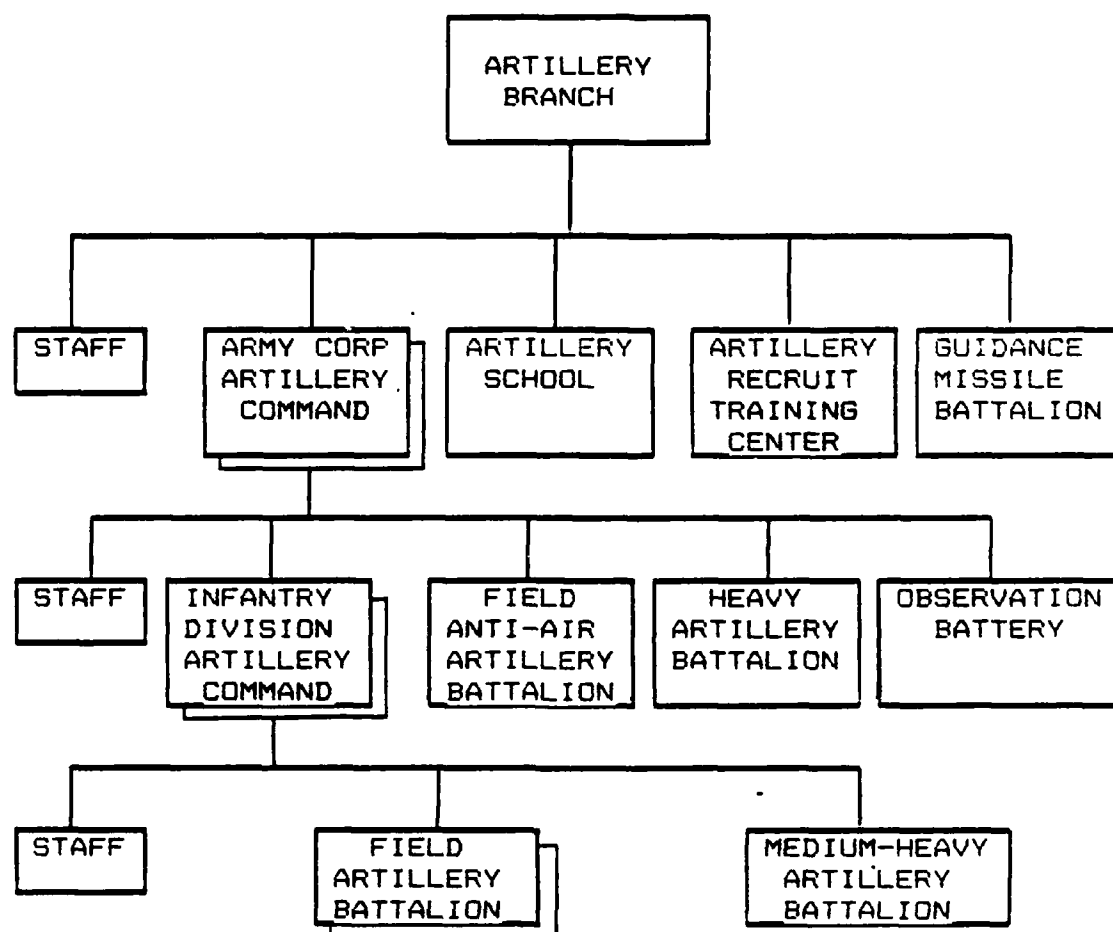 ARTILLERY
BRANCH
STAFF
ARMY CORP
ARTILLERY
COMMAND
ARTILLERY
SCHOOL
ARTILLERY
RECRUIT
TRAINING
CENTER
GUIDANCE
MISSILE
BATTALION
STAFF
INFANTRY
DIVISION
ARTILLERY
COMMAND
FIELD
ANTI-AIR
ARTILLERY
BATTALION
HEAVY
ARTILLERY
BATTALION
OBSERVATION
BATTERY
STAFF
FIELD
ARTILLERY
BATTALION
MEDIUM-HEAVY
ARTILLERY
BATTALION